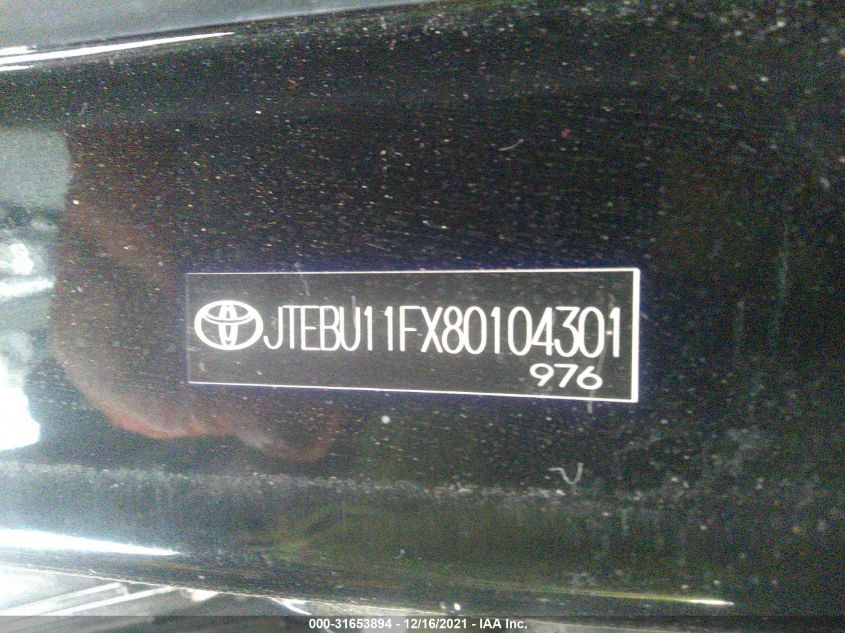 JTEBU11FX80104301
976
000-31653894 - 12/16/2021 - IAA Inc.